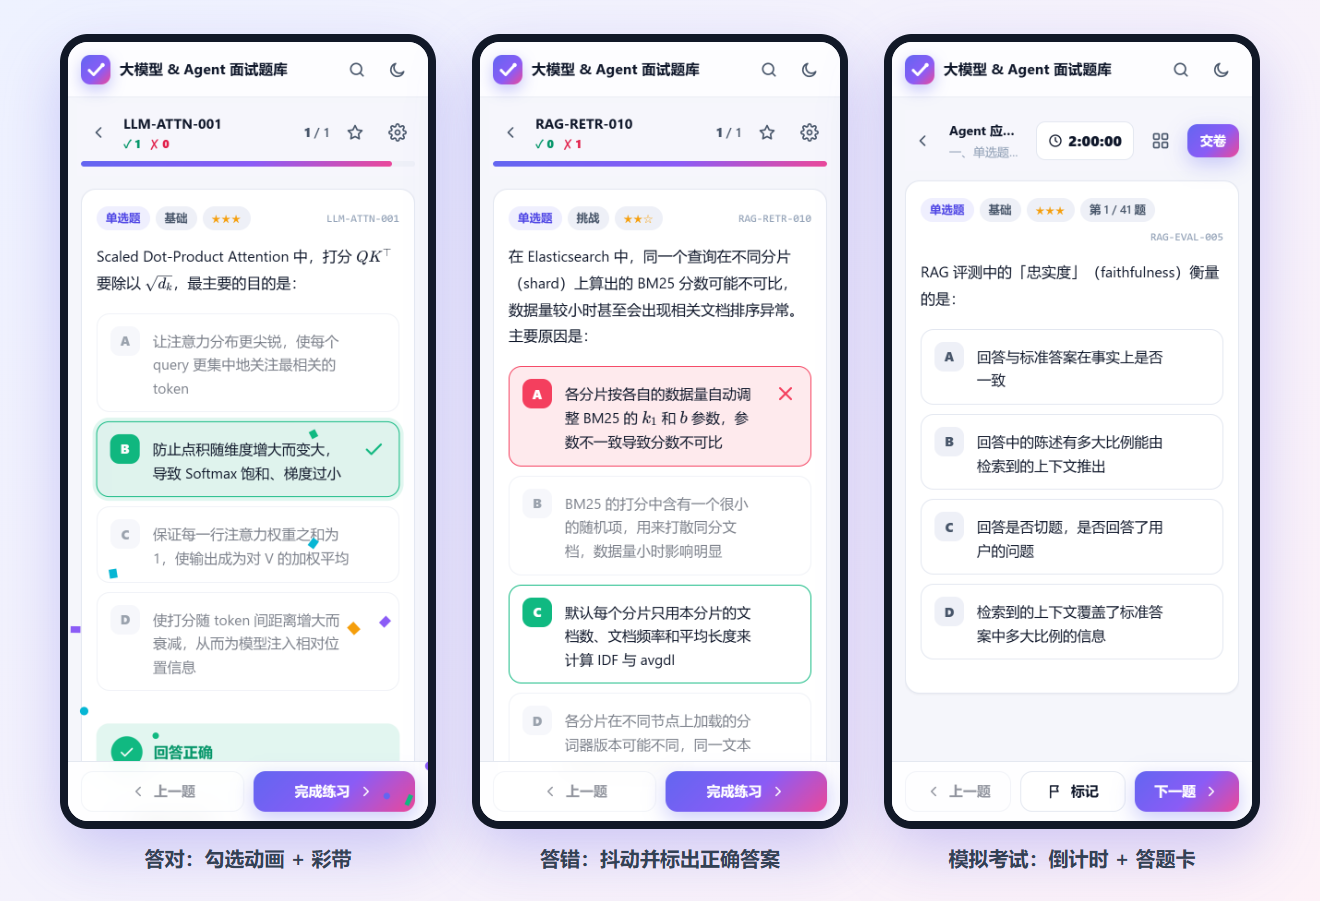 大模型 & Agent 面试题库
LLM-ATTN-001
✓1 ✗0
1 / 1
单选题 基础 ★★★ LLM-ATTN-001
Scaled Dot-Product Attention 中，打分 QK⊤
要除以 √dk，最主要的目的是：
A
让注意力分布更尖锐，使每个
query 更集中地关注最相关的
token
B
防止点积随维度增大而变大，
导致 Softmax 饱和、梯度过小
C
保证每一行注意力权重之和为
1，使输出成为对 V 的加权平均
D
使打分随 token 间距离增大而
衰减，从而为模型注入相对位
置信息
回答正确
上一题
完成练习
答对：勾选动画 + 彩带
大模型 & Agent 面试题库
RAG-RETR-010
✓0 ✗1
1 / 1
单选题 挑战 ★★☆ RAG-RETR-010
在 Elasticsearch 中，同一个查询在不同分片
（shard）上算出的 BM25 分数可能不可比，
数据量较小时甚至会出现相关文档排序异常。
主要原因是：
A
各分片按各自的数据量自动调
整 BM25 的 k1 和 b 参数，参
数不一致导致分数不可比
B
BM25 的打分中含有一个很小
的随机项，用来打散同分文
档，数据量小时影响明显
C
默认每个分片只用本分片的文
档数、文档频率和平均长度来
计算 IDF 与 avgdl
D
各分片在不同节点上加载的分
词器版本可能不同，同一文本
上一题
完成练习
答错：抖动并标出正确答案
大模型 & Agent 面试题库
Agent 应...
一、单选题...
2:00:00
交卷
单选题 基础 ★★★ 第 1 / 41 题
RAG-EVAL-005
RAG 评测中的「忠实度」（faithfulness）衡量
的是：
A
回答与标准答案在事实上是否
一致
B
回答中的陈述有多大比例能由
检索到的上下文推出
C
回答是否切题，是否回答了用
户的问题
D
检索到的上下文覆盖了标准答
案中多大比例的信息
上一题
标记
下一题
模拟考试：倒计时 + 答题卡